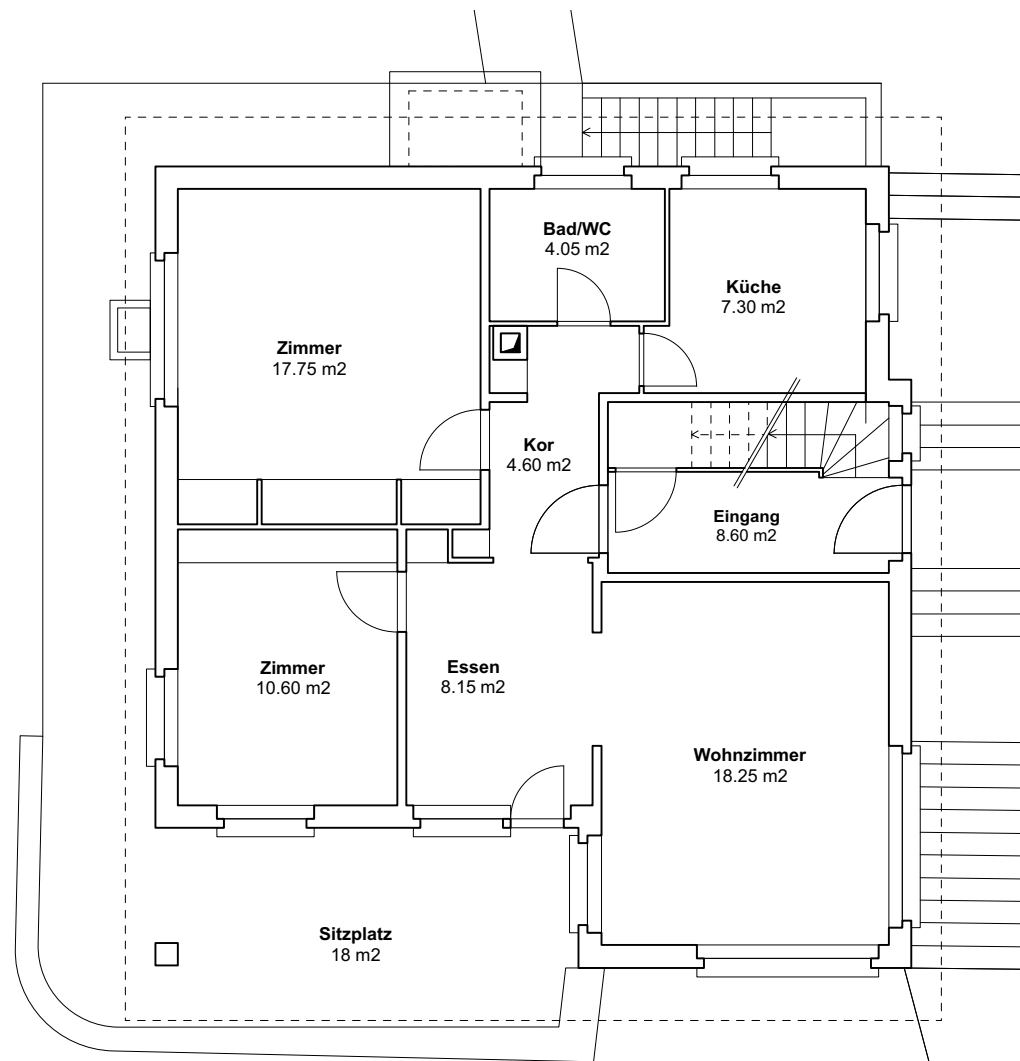 Bad/WC
4.05 m2
Küche
7.30 m2
Zimmer
17.75 m2
Kor
4.60 m2
Eingang
8.60 m2
Zimmer
10.60 m2
Essen
8.15 m2
Wohnzimmer
18.25 m2
Sitzplatz
18 m2